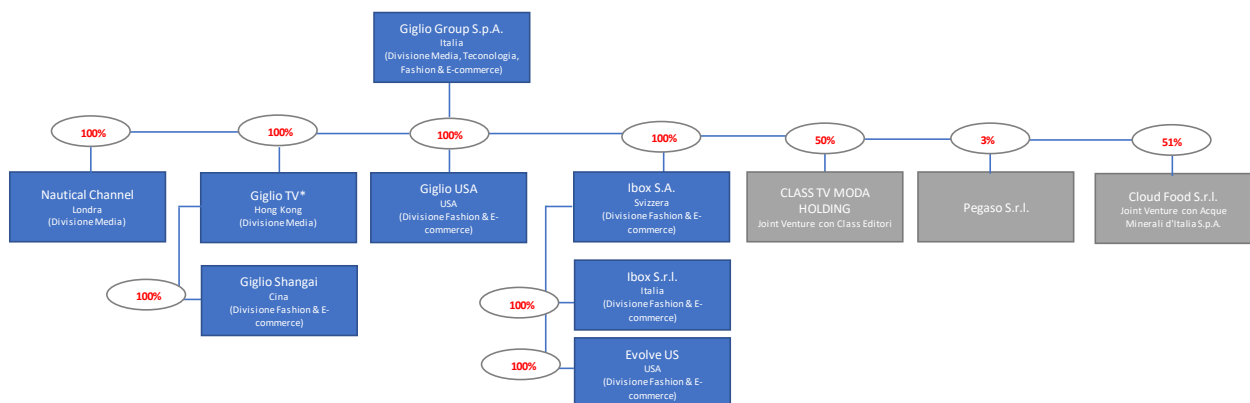 Giglio Group S.p.A.
Italia
(Divisione Media, Teconologia,
Fashion & E-commerce)
100%
100%
100%
100%
50%
3%
51%
Nautical Channel
Londra
(Divisione Media)
Giglio TV*
Hong Kong
(Divisione Media)
Giglio USA
USA
(Divisione Fashion & E-
commerce)
Ibox S.A.
Svizzera
(Divisione Fashion & E-
commerce)
CLASS TV MODA
HOLDING
Joint Venture con Class Editori
Pegaso S.r.l.
Cloud Food S.r.l.
Joint Venture con Acque
Minerali d'Italia S.p.A.
100%
Giglio Shangai
Cina
(Divisione Fashion & E-
commerce)
100%
Ibox S.r.l.
Italia
(Divisione Fashion & E-
commerce)
100%
Evolve US
USA
(Divisione Fashion & E-
commerce)